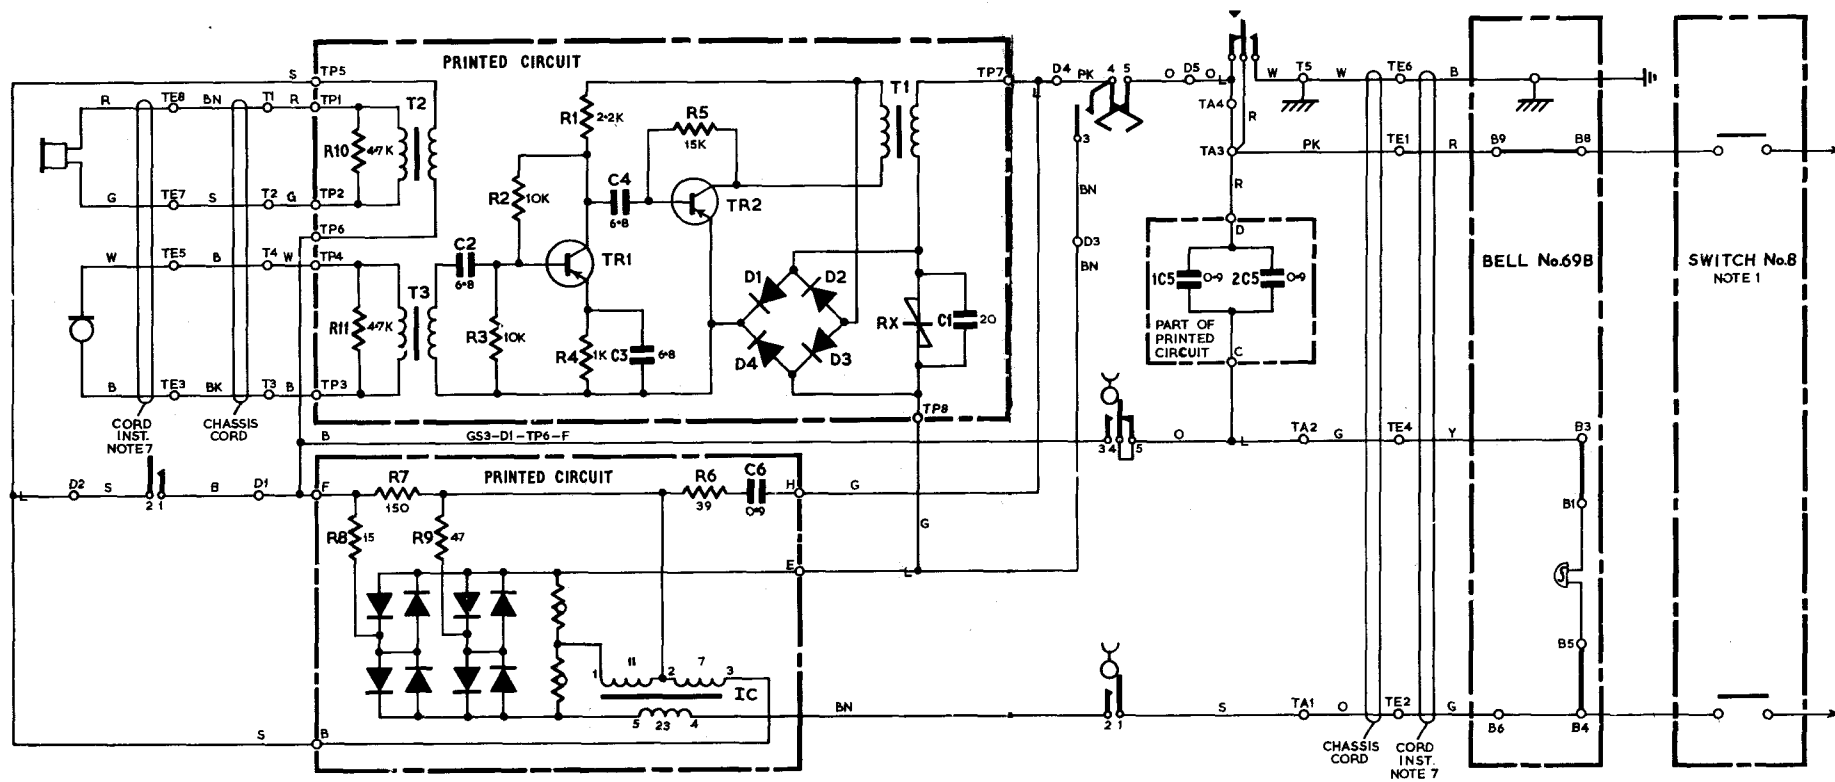 PRINTED CIRCUIT
S TP5
R TE8 BN T1 R TP1
T2
R10 47K
G TE7 S T2 G TP2
TP6
W TE5 B T4 W TP4
T3
R11 47K
B TE3 BK T3 B TP3
CORD
INST.
NOTE 7
CHASSIS
CORD
R1 2·2K
R5
15K
R2 10K
C4
6·8
TR2
C2
6·8
TR1
R3 10K
R4 1K C3 6·8
D1 D2
D4 D3
RX C1 20
T1
TP7
TP8
D4 PK 4 5 O D5 O L
3
BN
D3
BN
W T5 W TE6 B
TA4
R
TA3 PK TE1 R B9 B8
R
D
1C5 0·9 2C5 0·9
PART OF
PRINTED
CIRCUIT
C
BELL No.69B
SWITCH No.8
NOTE 1
B GS3-D1-TP6-F
3 4 5 O L TA2 G TE4 Y B3
B1
B5
L D2 S 2 1 B D1 F
PRINTED CIRCUIT
R7
150
R6
39
C6
0·9
H G L
R8 15
R9 47
E L
G
1 11 2 7 3
IC
5 23 4
BN 2 1 S TA1 O TE2 G B6 B4
S B
CHASSIS
CORD
CORD
INST.
NOTE 7